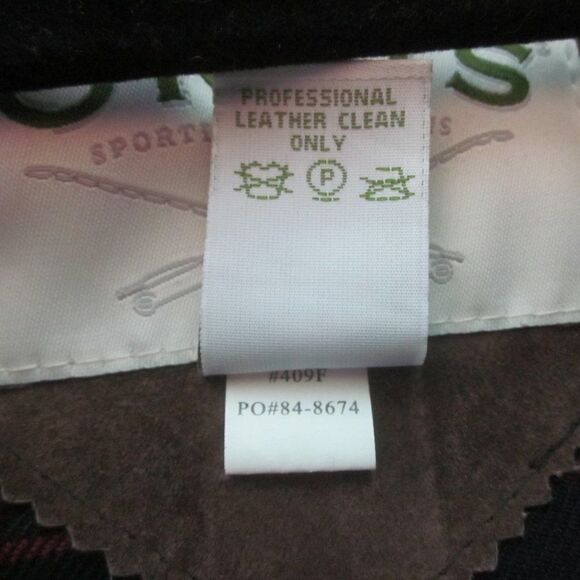 PROFESSIONAL
LEATHER CLEAN
ONLY
P
#409F
PO#84-8674